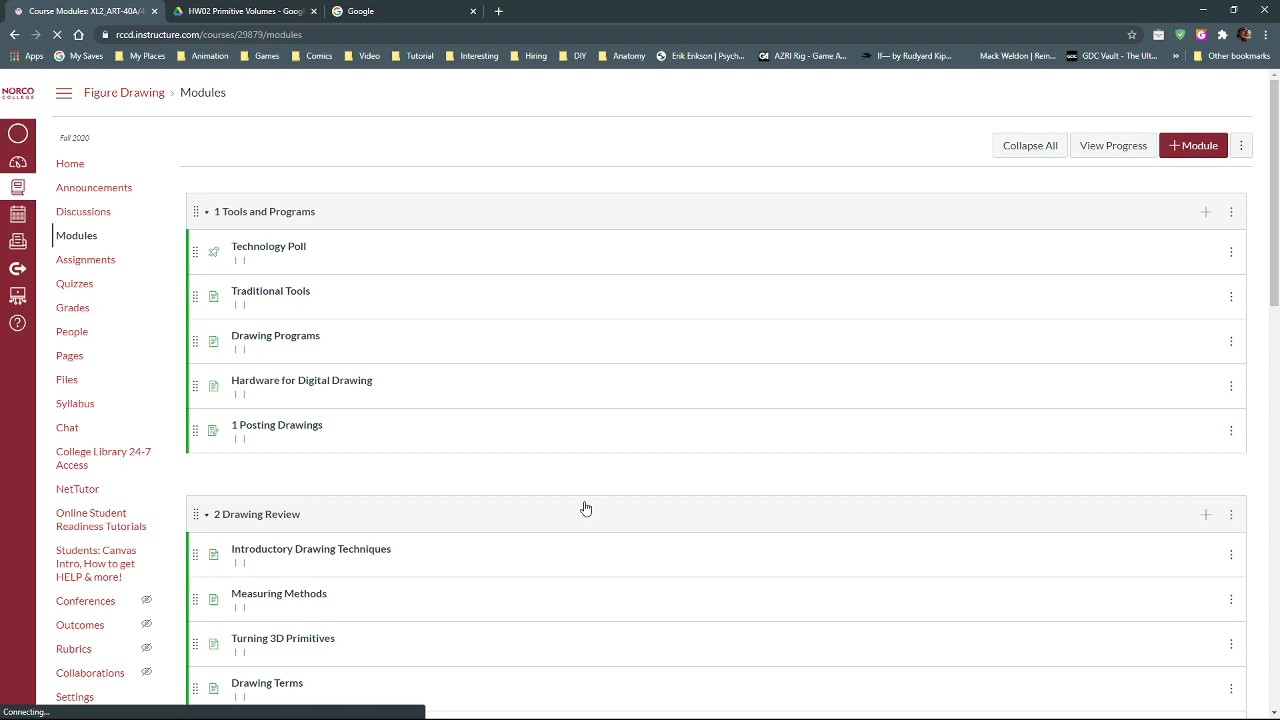 Course Modules: XL2_ART-40A/4
HW02 Primitive Volumes - Googl
Google
rccd.instructure.com/courses/29879/modules
Apps
My Saves
My Places
Animation
Games
Comics
Video
Tutorial
Interesting
Hiring
DIY
Anatomy
Erik Erikson | Psych...
AZR Rig - Game A...
If— by Rudyard Kip...
Mack Weldon | Rein...
GDC Vault - The Ult...
»
Other bookmarks
NORCO
COLLEGE
Figure Drawing › Modules
Fall 2020
Home
Announcements
Discussions
Modules
Assignments
Quizzes
Grades
People
Pages
Files
Syllabus
Chat
College Library 24-7
Access
NetTutor
Online Student
Readiness Tutorials
Students: Canvas
Intro, How to get
HELP & more!
Conferences
Outcomes
Rubrics
Collaborations
Settings
Collapse All
View Progress
+ Module
1 Tools and Programs
Technology Poll
| |
Traditional Tools
| |
Drawing Programs
| |
Hardware for Digital Drawing
| |
1 Posting Drawings
| |
2 Drawing Review
Introductory Drawing Techniques
| |
Measuring Methods
| |
Turning 3D Primitives
| |
Drawing Terms
| |
Connecting...